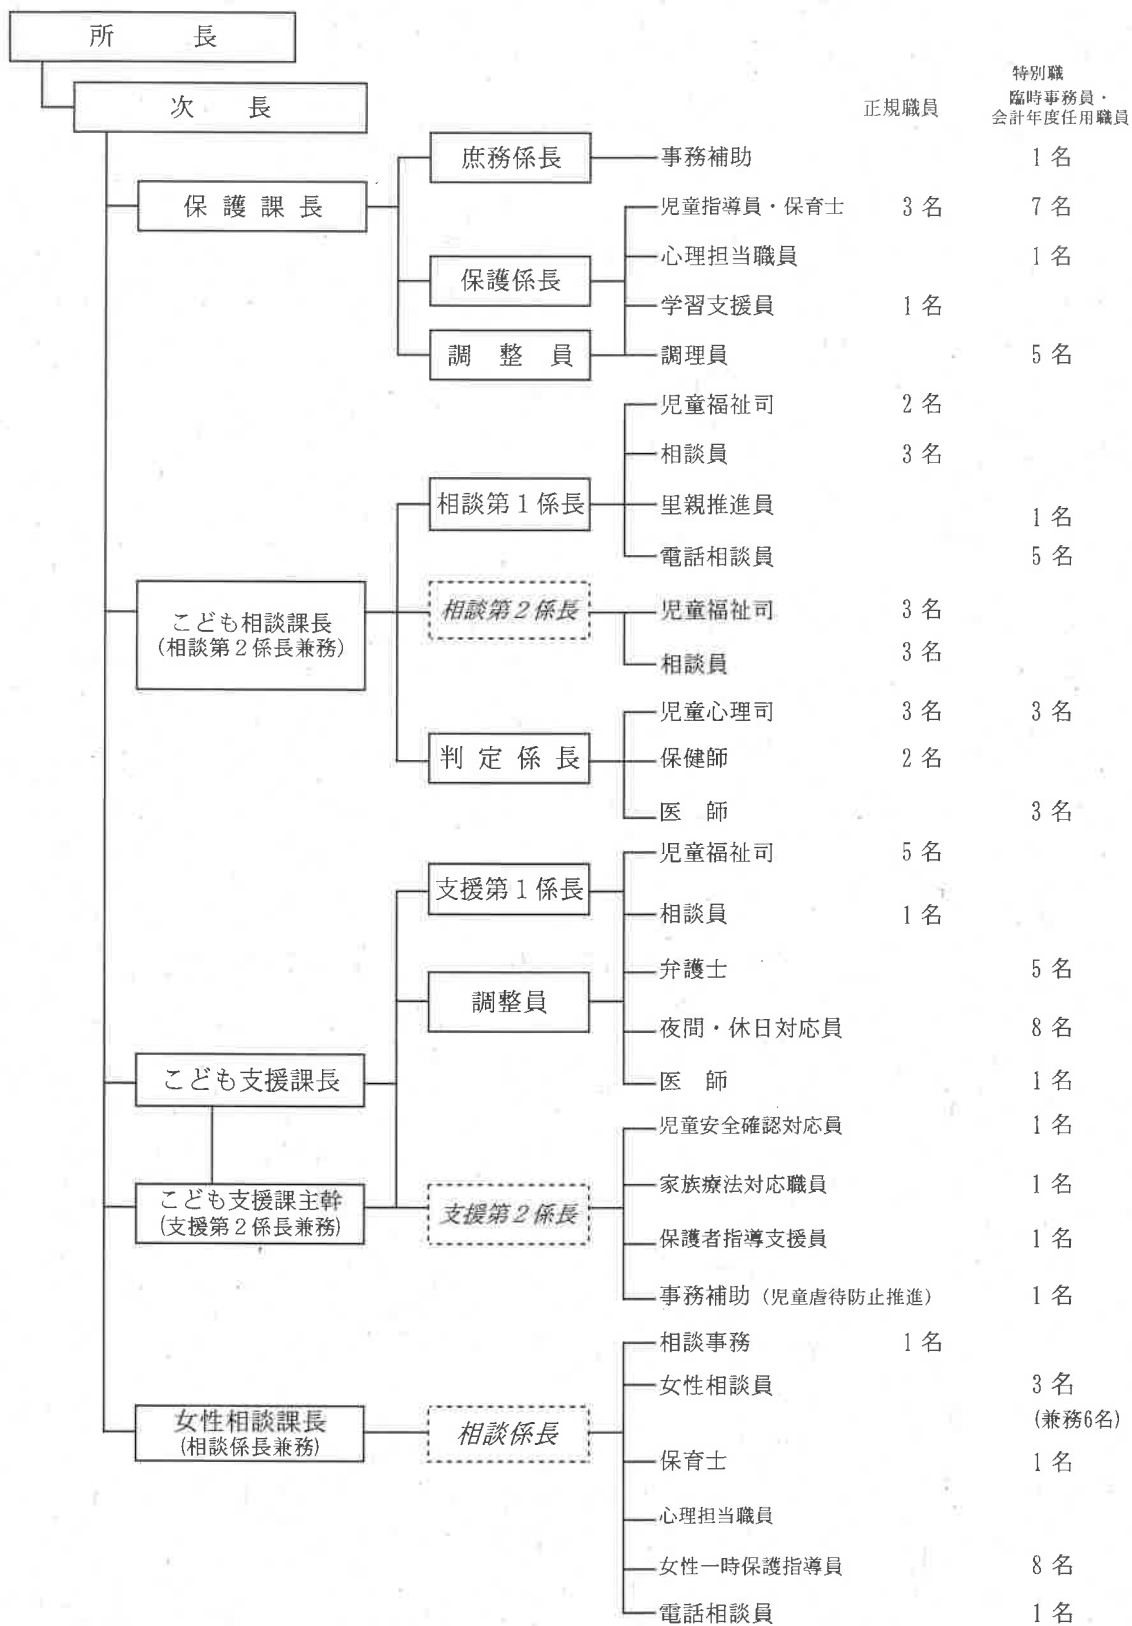 所　長
次　長
正規職員
特別職
臨時事務員・
会計年度任用職員
庶務係長
事務補助
1名
保護課長
児童指導員・保育士
3名
7名
心理担当職員
1名
保護係長
学習支援員
1名
調整員
調理員
5名
児童福祉司
2名
相談員
3名
相談第1係長
里親推進員
1名
電話相談員
5名
こども相談課長
(相談第2係長兼務)
相談第2係長
児童福祉司
3名
相談員
3名
児童心理司
3名
3名
判定係長
保健師
2名
医　師
3名
児童福祉司
5名
支援第1係長
相談員
1名
弁護士
5名
調整員
夜間・休日対応員
8名
医　師
1名
こども支援課長
児童安全確認対応員
1名
家族療法対応職員
1名
こども支援課主幹
(支援第2係長兼務)
支援第2係長
保護者指導支援員
1名
事務補助（児童虐待防止推進）
1名
相談事務
1名
女性相談員
3名
(兼務6名)
女性相談課長
(相談係長兼務)
相談係長
保育士
1名
心理担当職員
女性一時保護指導員
8名
電話相談員
1名